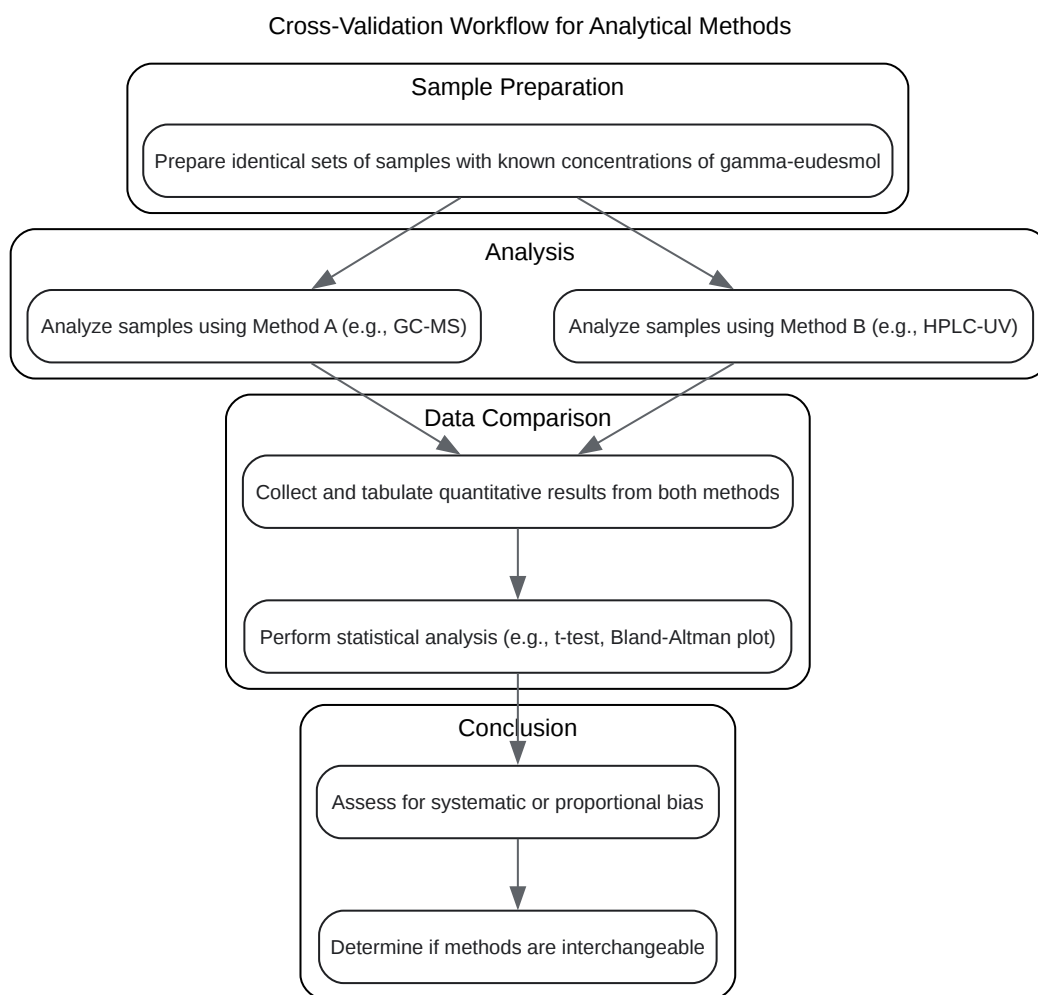 Cross-Validation Workflow for Analytical Methods
Sample Preparation
Prepare identical sets of samples with known concentrations of gamma-eudesmol
Analysis
Analyze samples using Method A (e.g., GC-MS)
Analyze samples using Method B (e.g., HPLC-UV)
Data Comparison
Collect and tabulate quantitative results from both methods
Perform statistical analysis (e.g., t-test, Bland-Altman plot)
Conclusion
Assess for systematic or proportional bias
Determine if methods are interchangeable